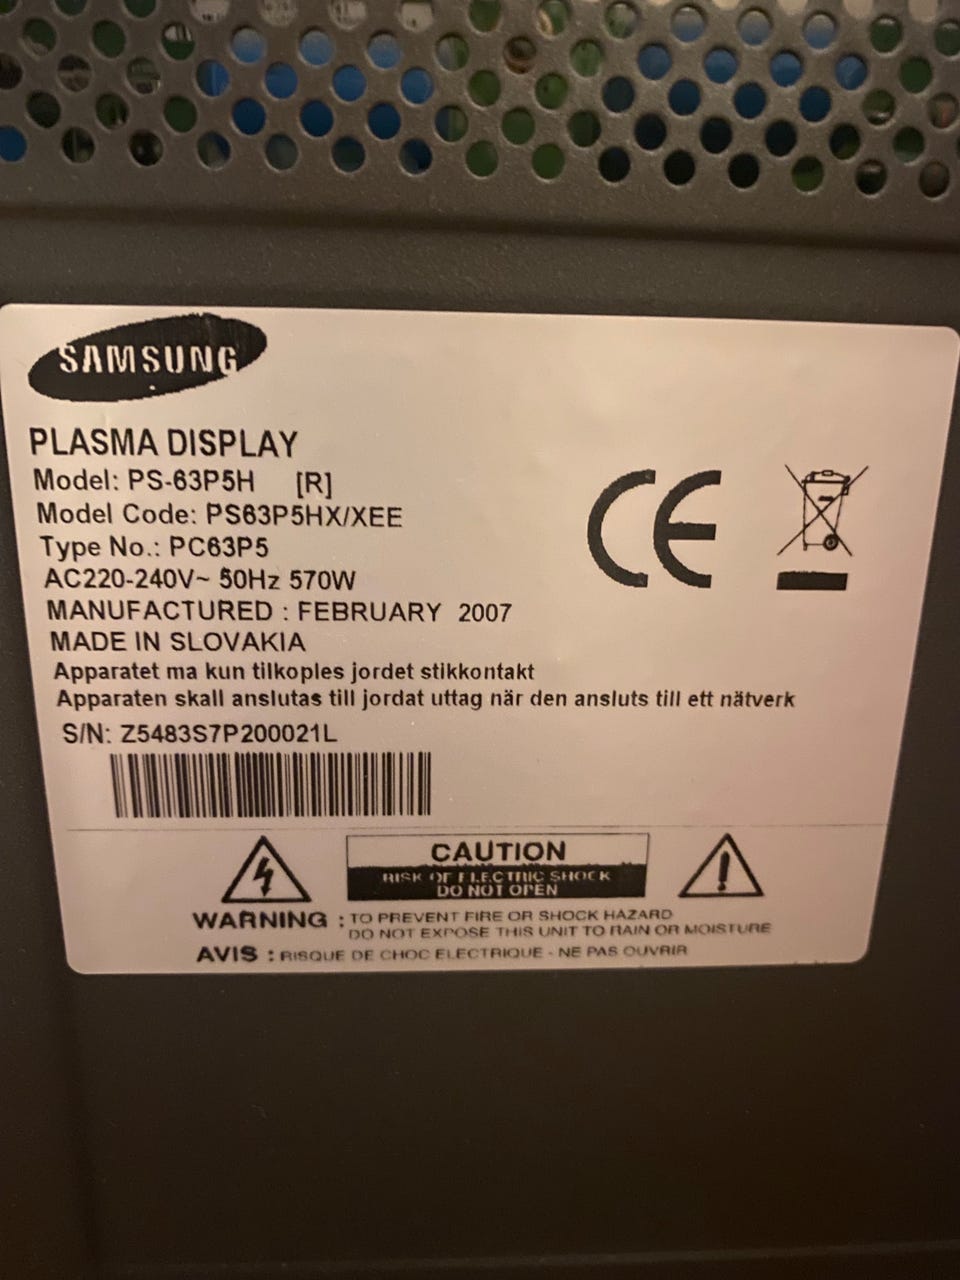 SAMSUNG
PLASMA DISPLAY
Model: PS-63P5H [R]
Model Code: PS63P5HX/XEE
Type No.: PC63P5
AC220-240V~ 50Hz 570W
MANUFACTURED : FEBRUARY 2007
MADE IN SLOVAKIA
Apparatet ma kun tilkoples jordet stikkontakt
Apparaten skall anslutas till jordat uttag när den ansluts till ett nätverk
S/N: Z5483S7P200021L
CAUTION
RISK OF ELECTRIC SHOCK
DO NOT OPEN
WARNING : TO PREVENT FIRE OR SHOCK HAZARD
DO NOT EXPOSE THIS UNIT TO RAIN OR MOISTURE
AVIS : RISQUE DE CHOC ELECTRIQUE - NE PAS OUVRIR
CE